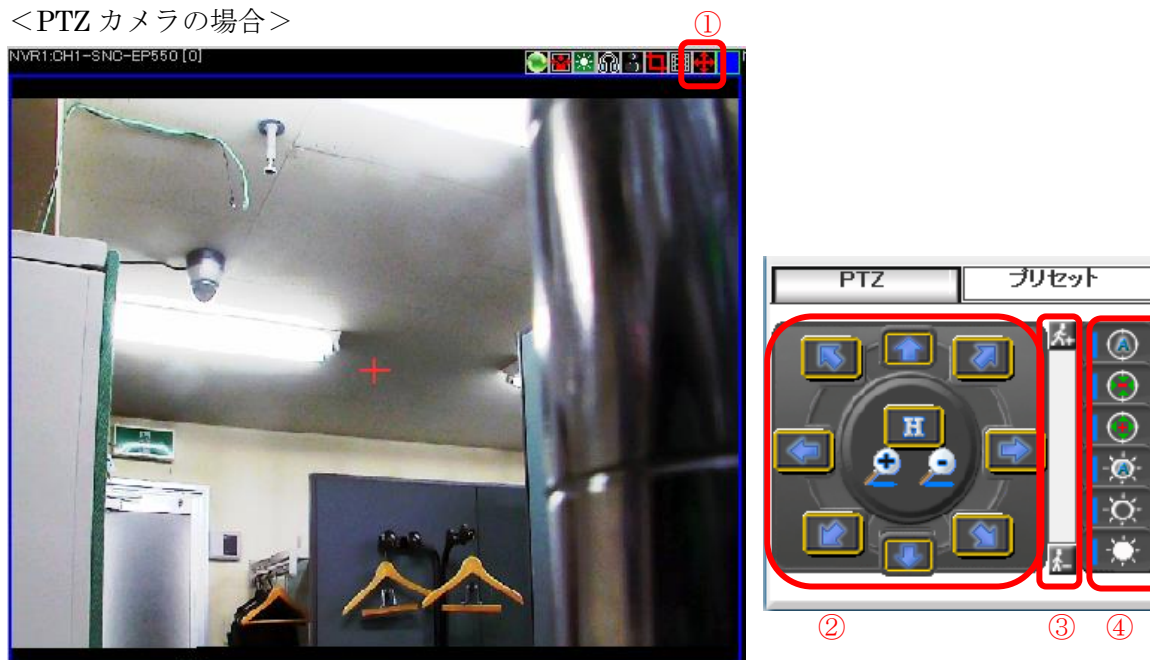 ＜PTZ カメラの場合＞
①
NVR1:CH1-SNC-EP550 [0]
PTZ
プリセット
H
A
A
②
③
④